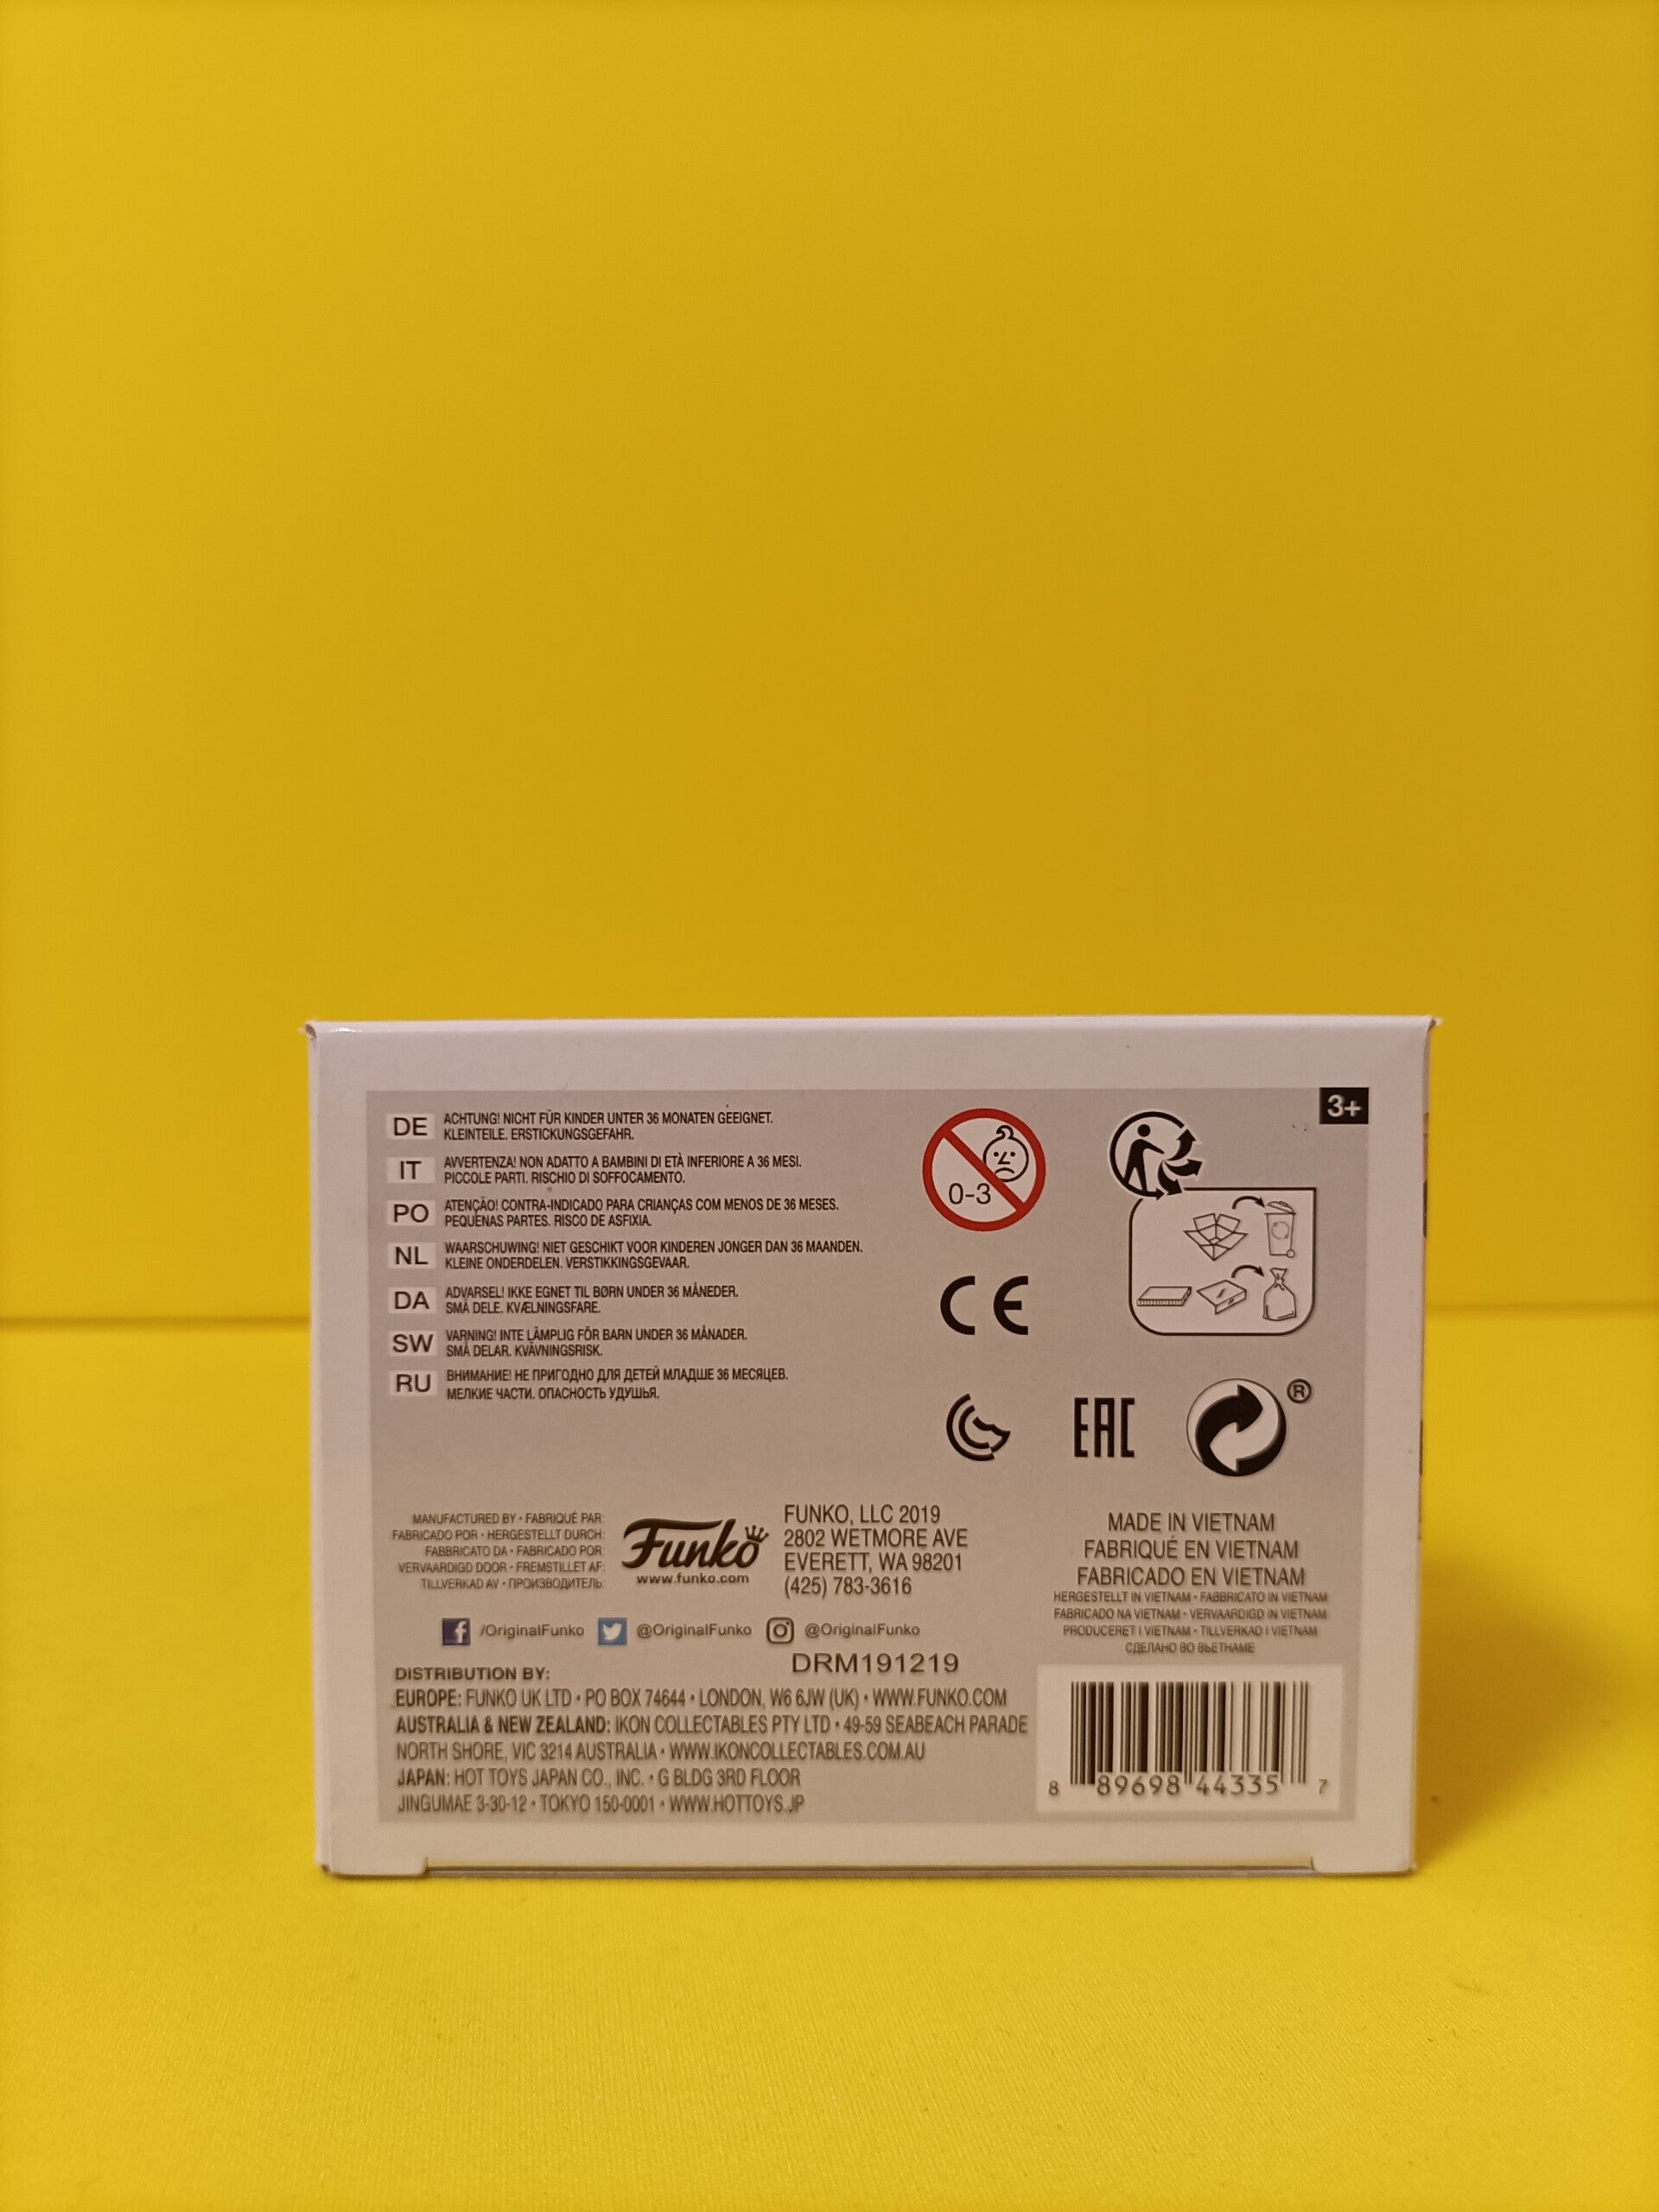 3+
DE ACHTUNG! NICHT FÜR KINDER UNTER 36 MONATEN GEEIGNET.
KLEINTEILE. ERSTICKUNGSGEFAHR.
IT AVVERTENZA! NON ADATTO A BAMBINI DI ETÀ INFERIORE A 36 MESI.
PICCOLE PARTI. RISCHIO DI SOFFOCAMENTO.
PO ATENÇÃO! CONTRA-INDICADO PARA CRIANÇAS COM MENOS DE 36 MESES.
PEQUENAS PARTES. RISCO DE ASFIXIA.
NL WAARSCHUWING! NIET GESCHIKT VOOR KINDEREN JONGER DAN 36 MAANDEN.
KLEINE ONDERDELEN. VERSTIKKINGSGEVAAR.
DA ADVARSEL! IKKE EGNET TIL BØRN UNDER 36 MÅNEDER.
SMÅ DELE. KVÆLNINGSFARE.
SW VARNING! INTE LÄMPLIG FÖR BARN UNDER 36 MÅNADER.
SMÅ DELAR. KVÄVNINGSRISK.
RU ВНИМАНИЕ! НЕ ПРИГОДНО ДЛЯ ДЕТЕЙ МЛАДШЕ 36 МЕСЯЦЕВ.
МЕЛКИЕ ЧАСТИ. ОПАСНОСТЬ УДУШЬЯ.
0-3
CE
EAC
®
MANUFACTURED BY • FABRIQUÉ PAR:
FABRICADO POR • HERGESTELLT DURCH:
FABBRICATO DA • FABRICADO POR:
VERVAARDIGD DOOR • FREMSTILLET AF:
TILLVERKAD AV • ПРОИЗВОДИТЕЛЬ:
Funko
www.funko.com
FUNKO, LLC 2019
2802 WETMORE AVE
EVERETT, WA 98201
(425) 783-3616
MADE IN VIETNAM
FABRIQUÉ EN VIETNAM
FABRICADO EN VIETNAM
HERGESTELLT IN VIETNAM • FABBRICATO IN VIETNAM
FABRICADO NA VIETNAM • VERVAARDIGD IN VIETNAM
PRODUCERET I VIETNAM • TILLVERKAD I VIETNAM
СДЕЛАНО ВО ВЬЕТНАМЕ
/OriginalFunko @OriginalFunko @OriginalFunko
DRM191219
DISTRIBUTION BY:
EUROPE: FUNKO UK LTD • PO BOX 74644 • LONDON, W6 6JW (UK) • WWW.FUNKO.COM
AUSTRALIA & NEW ZEALAND: IKON COLLECTABLES PTY LTD • 49-59 SEABEACH PARADE
NORTH SHORE, VIC 3214 AUSTRALIA • WWW.IKONCOLLECTABLES.COM.AU
JAPAN: HOT TOYS JAPAN CO., INC. • G BLDG 3RD FLOOR
JINGUMAE 3-30-12 • TOKYO 150-0001 • WWW.HOTTOYS.JP
8 89698 44335 7